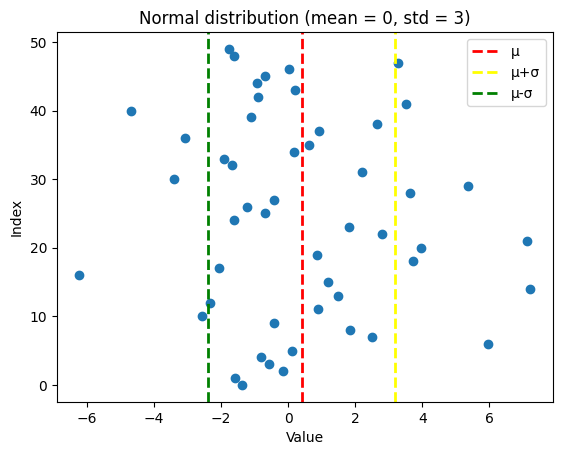 Normal distribution (mean = 0, std = 3)
50
40
30
20
10
0
Index
−6
−4
−2
0
2
4
6
Value
μ
μ+σ
μ-σ